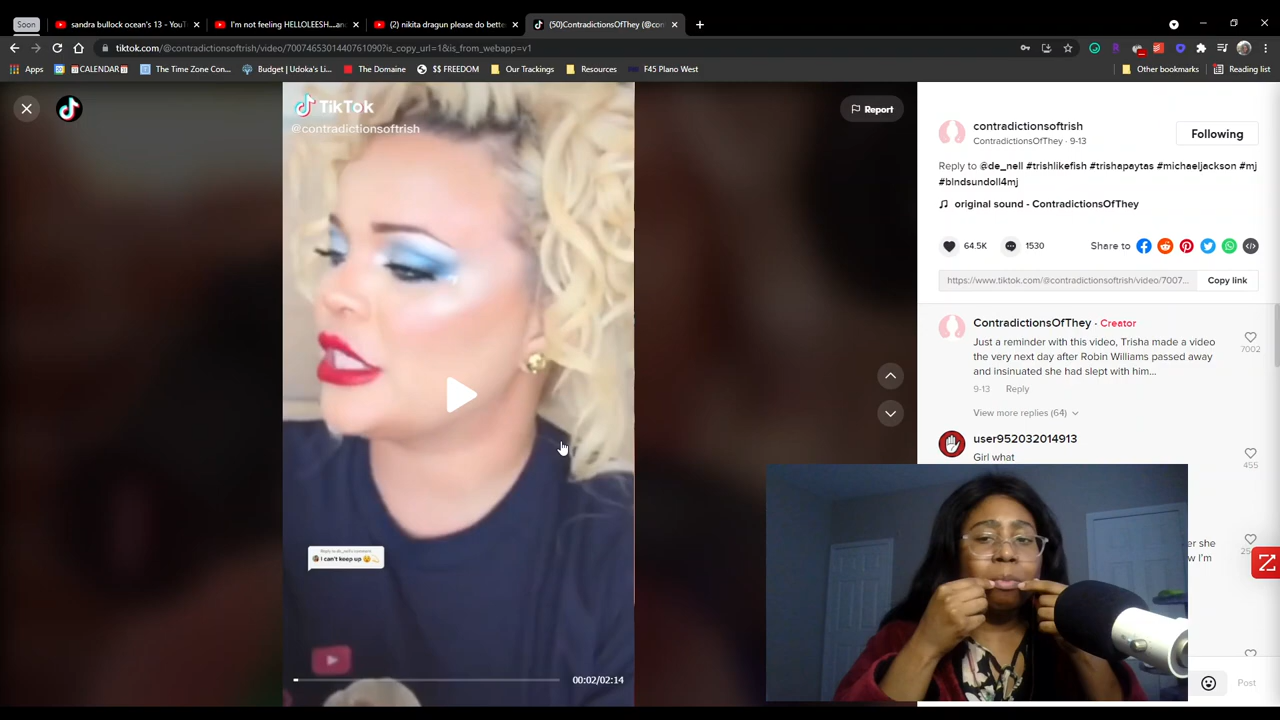 Soon
sandra bullock ocean's 13 - YouT
I'm not feeling HELLOLEESH....an
(2) nikita dragun please do bette
(50)ContradictionsOfThey (@con
tiktok.com/@contradictionsoftrish/video/7007465301440761090?is_copy_url=1&is_from_webapp=v1
Apps
CALENDAR
The Time Zone Con...
Budget | Udoka's Li...
The Domaine
$$ FREEDOM
Our Trackings
Resources
F45 Plano West
Other bookmarks
Reading list
TikTok
@contradictionsoftrish
Report
I can't keep up
00:02/02:14
contradictionsoftrish
ContradictionsOfThey · 9-13
Following
Reply to @de_nell #trishlikefish #trishapaytas #michaeljackson #mj
#blndsundoll4mj
original sound - ContradictionsOfThey
64.5K
1530
Share to
https://www.tiktok.com/@contradictionsoftrish/video/7007...
Copy link
ContradictionsOfThey · Creator
Just a reminder with this video, Trisha made a video
the very next day after Robin Williams passed away
and insinuated she had slept with him...
7002
9-13
Reply
View more replies (64)
user952032014913
Girl what
455
er she
w I'm
Post